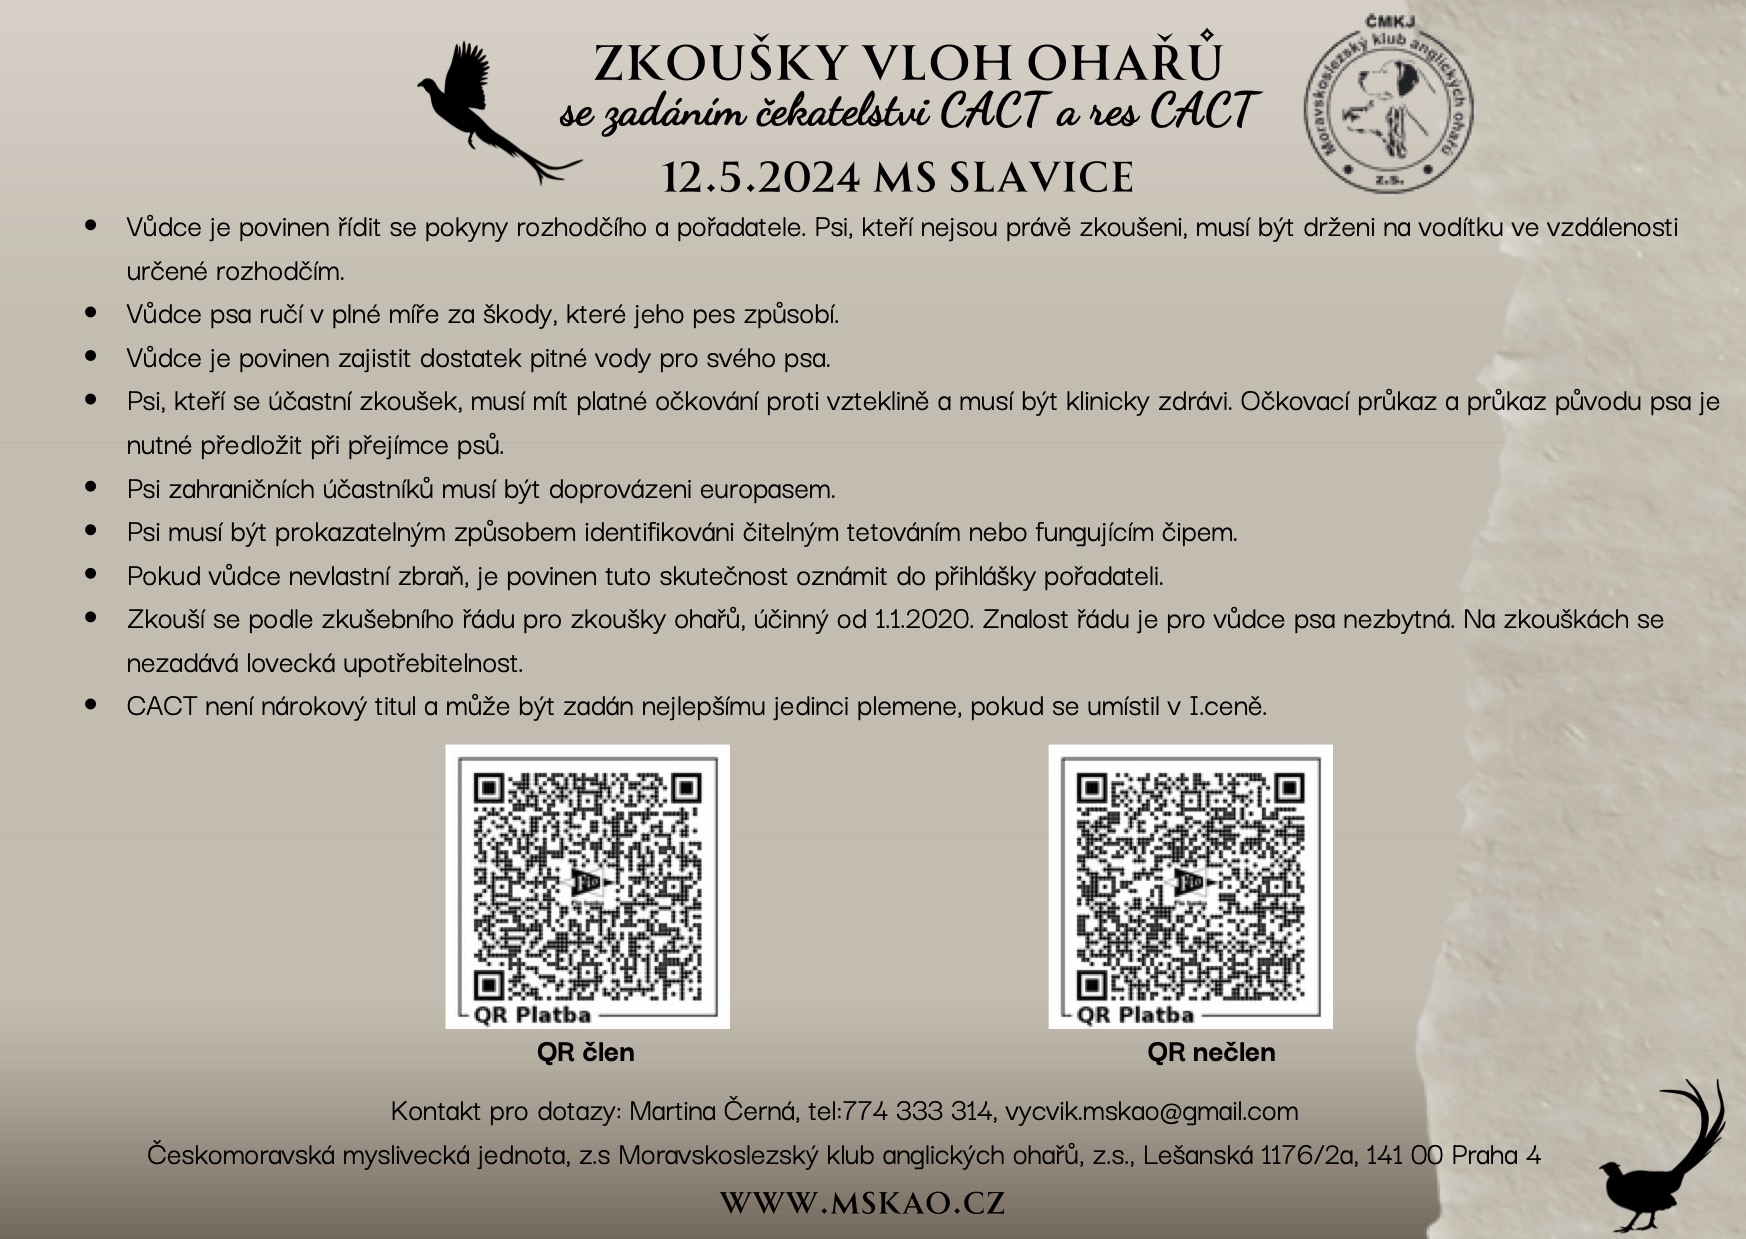 ČMKJ
Moravskoslezský klub anglických ohařů
z.s.
ZKOUŠKY VLOH OHAŘŮ
se zadáním čekatelstvi CACT a res CACT
12.5.2024 MS SLAVICE
• Vůdce je povinen řídit se pokyny rozhodčího a pořadatele. Psi, kteří nejsou právě zkoušeni, musí být drženi na vodítku ve vzdálenosti
určené rozhodčím.
• Vůdce psa ručí v plné míře za škody, které jeho pes způsobí.
• Vůdce je povinen zajistit dostatek pitné vody pro svého psa.
• Psi, kteří se účastní zkoušek, musí mít platné očkování proti vzteklině a musí být klinicky zdrávi. Očkovací průkaz a průkaz původu psa je
nutné předložit při přejímce psů.
• Psi zahraničních účastníků musí být doprovázeni europasem.
• Psi musí být prokazatelným způsobem identifikováni čitelným tetováním nebo fungujícím čipem.
• Pokud vůdce nevlastní zbraň, je povinen tuto skutečnost oznámit do přihlášky pořadateli.
• Zkouší se podle zkušebního řádu pro zkoušky ohařů, účinný od 1.1.2020. Znalost řádu je pro vůdce psa nezbytná. Na zkouškách se
nezadává lovecká upotřebitelnost.
• CACT není nárokový titul a může být zadán nejlepšímu jedinci plemene, pokud se umístil v I.ceně.
QR Platba
QR člen
QR Platba
QR nečlen
Kontakt pro dotazy: Martina Černá, tel:774 333 314, vycvik.mskao@gmail.com
Českomoravská myslivecká jednota, z.s Moravskoslezský klub anglických ohařů, z.s., Lešanská 1176/2a, 141 00 Praha 4
WWW.MSKAO.CZ